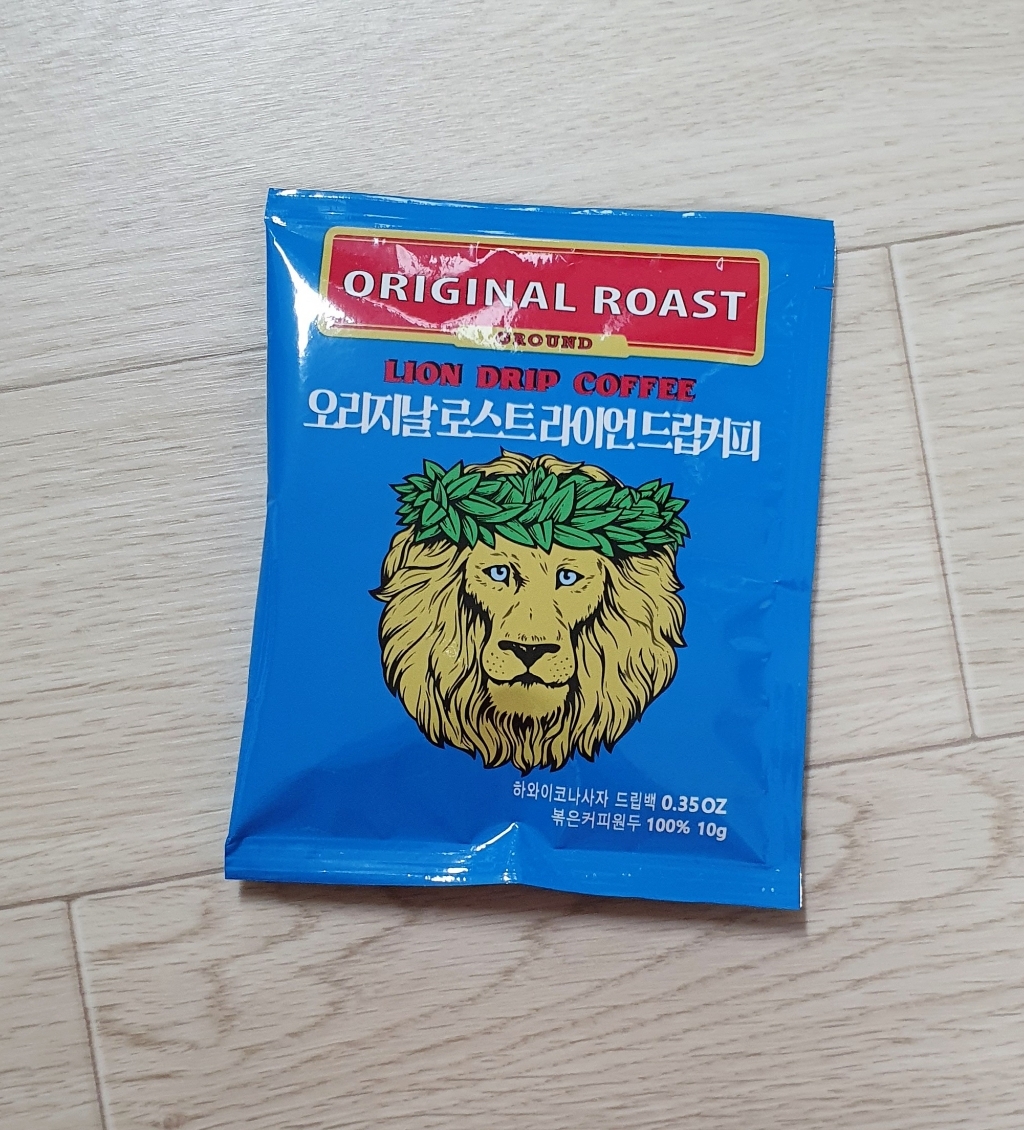 ORIGINAL ROAST
GROUND
LION DRIP COFFEE
오리지날 로스트 라이언 드립커피
하와이코나사자 드립백 0.35OZ
볶은커피원두 100% 10g